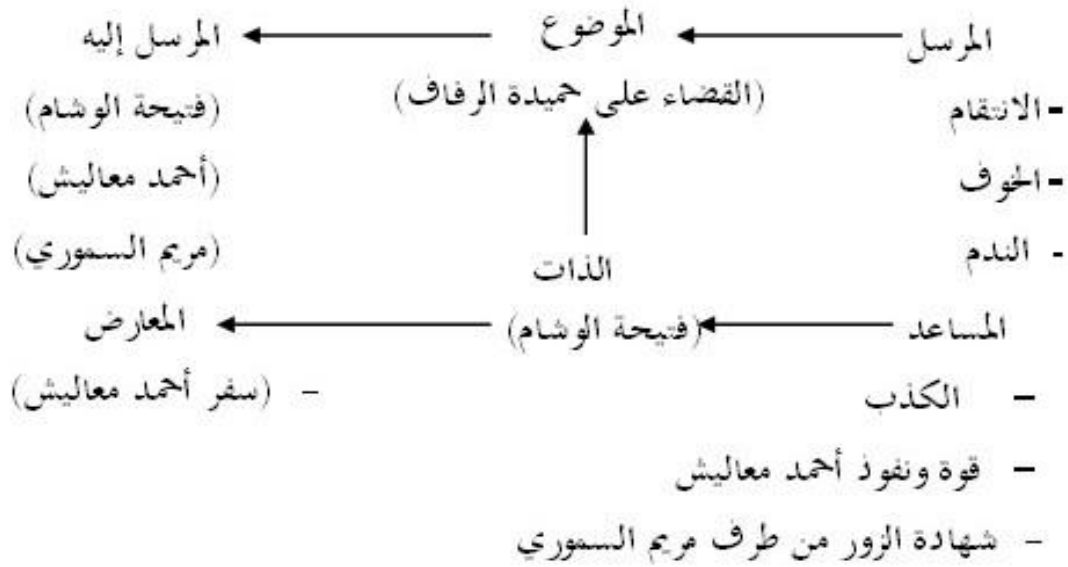 المرسل الموضوع المرسل إليه
(القضاء على حميدة الرفاف)
- الانتقام (فتيحة الوشام)
- الخوف (أحمد معاليش)
- الندم (مريم السموري)
الذات
المساعد (فتيحة الوشام) المعارض
- الكذب - (سفر أحمد معاليش)
- قوة ونفوذ أحمد معاليش
- شهادة الزور من طرف مريم السموري